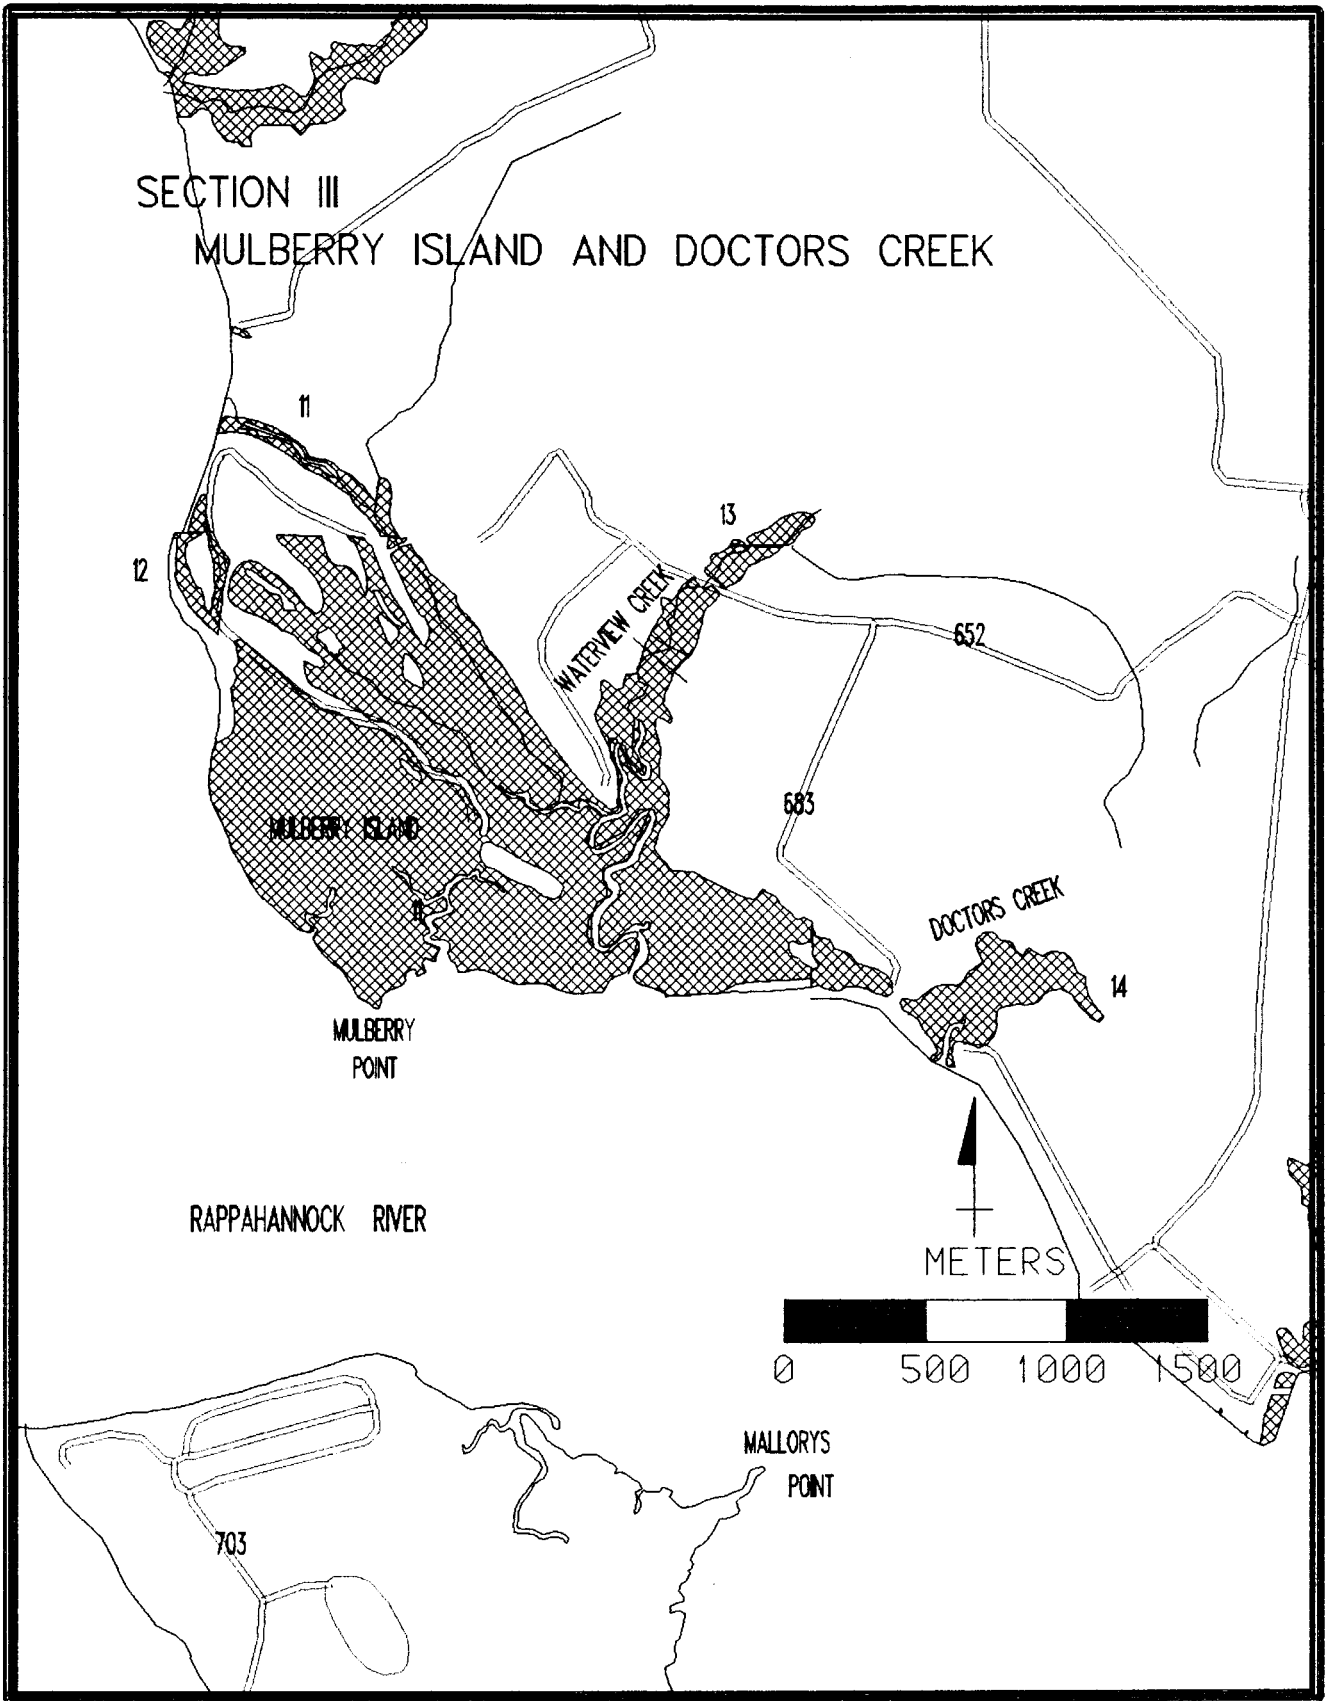 SECTION III
MULBERRY ISLAND AND DOCTORS CREEK
11
13
12
WATERVIEW CREEK
652
683
MULBERRY ISLAND
11
DOCTORS CREEK
14
MULBERRY
POINT
RAPPAHANNOCK RIVER
METERS
0 500 1000 1500
MALLORYS
POINT
703